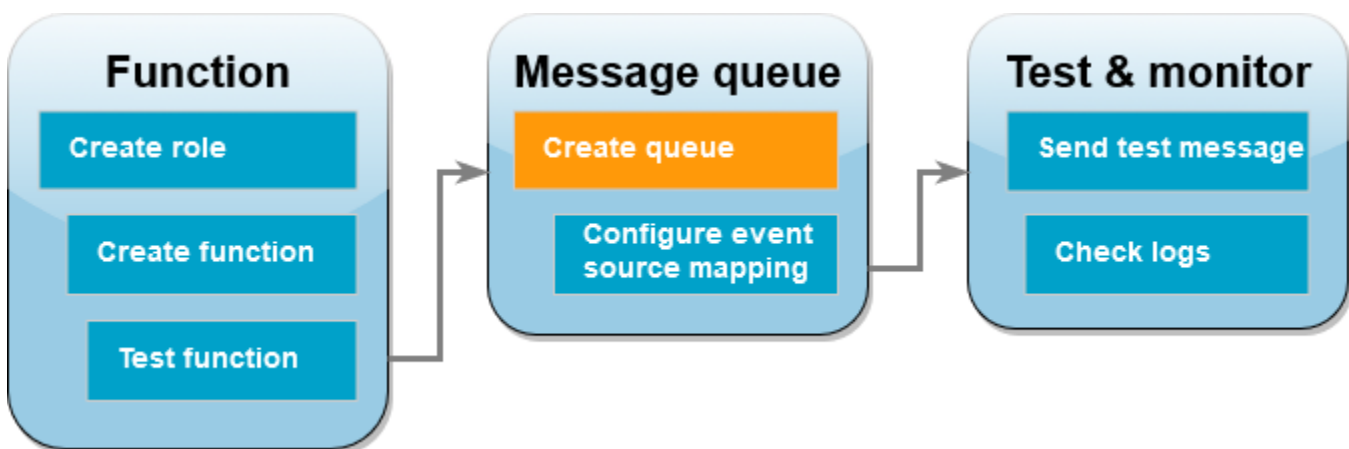 Function
Create role
Create function
Test function
Message queue
Create queue
Configure event
source mapping
Test & monitor
Send test message
Check logs